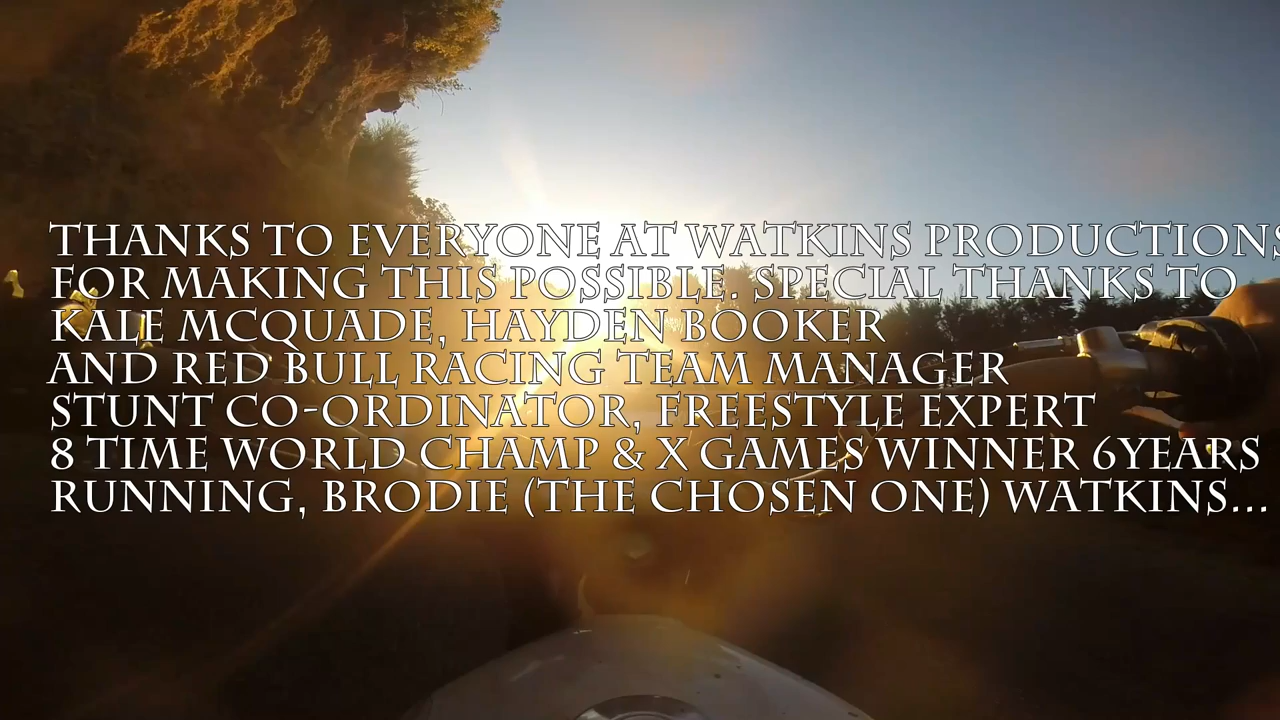 THANKS TO EVERYONE AT WATKINS PRODUCTIONS
FOR MAKING THIS POSSIBLE. SPECIAL THANKS TO
KALE MCQUADE, HAYDEN BOOKER
AND RED BULL RACING TEAM MANAGER
STUNT CO-ORDINATOR, FREESTYLE EXPERT
8 TIME WORLD CHAMP & X GAMES WINNER 6YEARS
RUNNING, BRODIE (THE CHOSEN ONE) WATKINS...